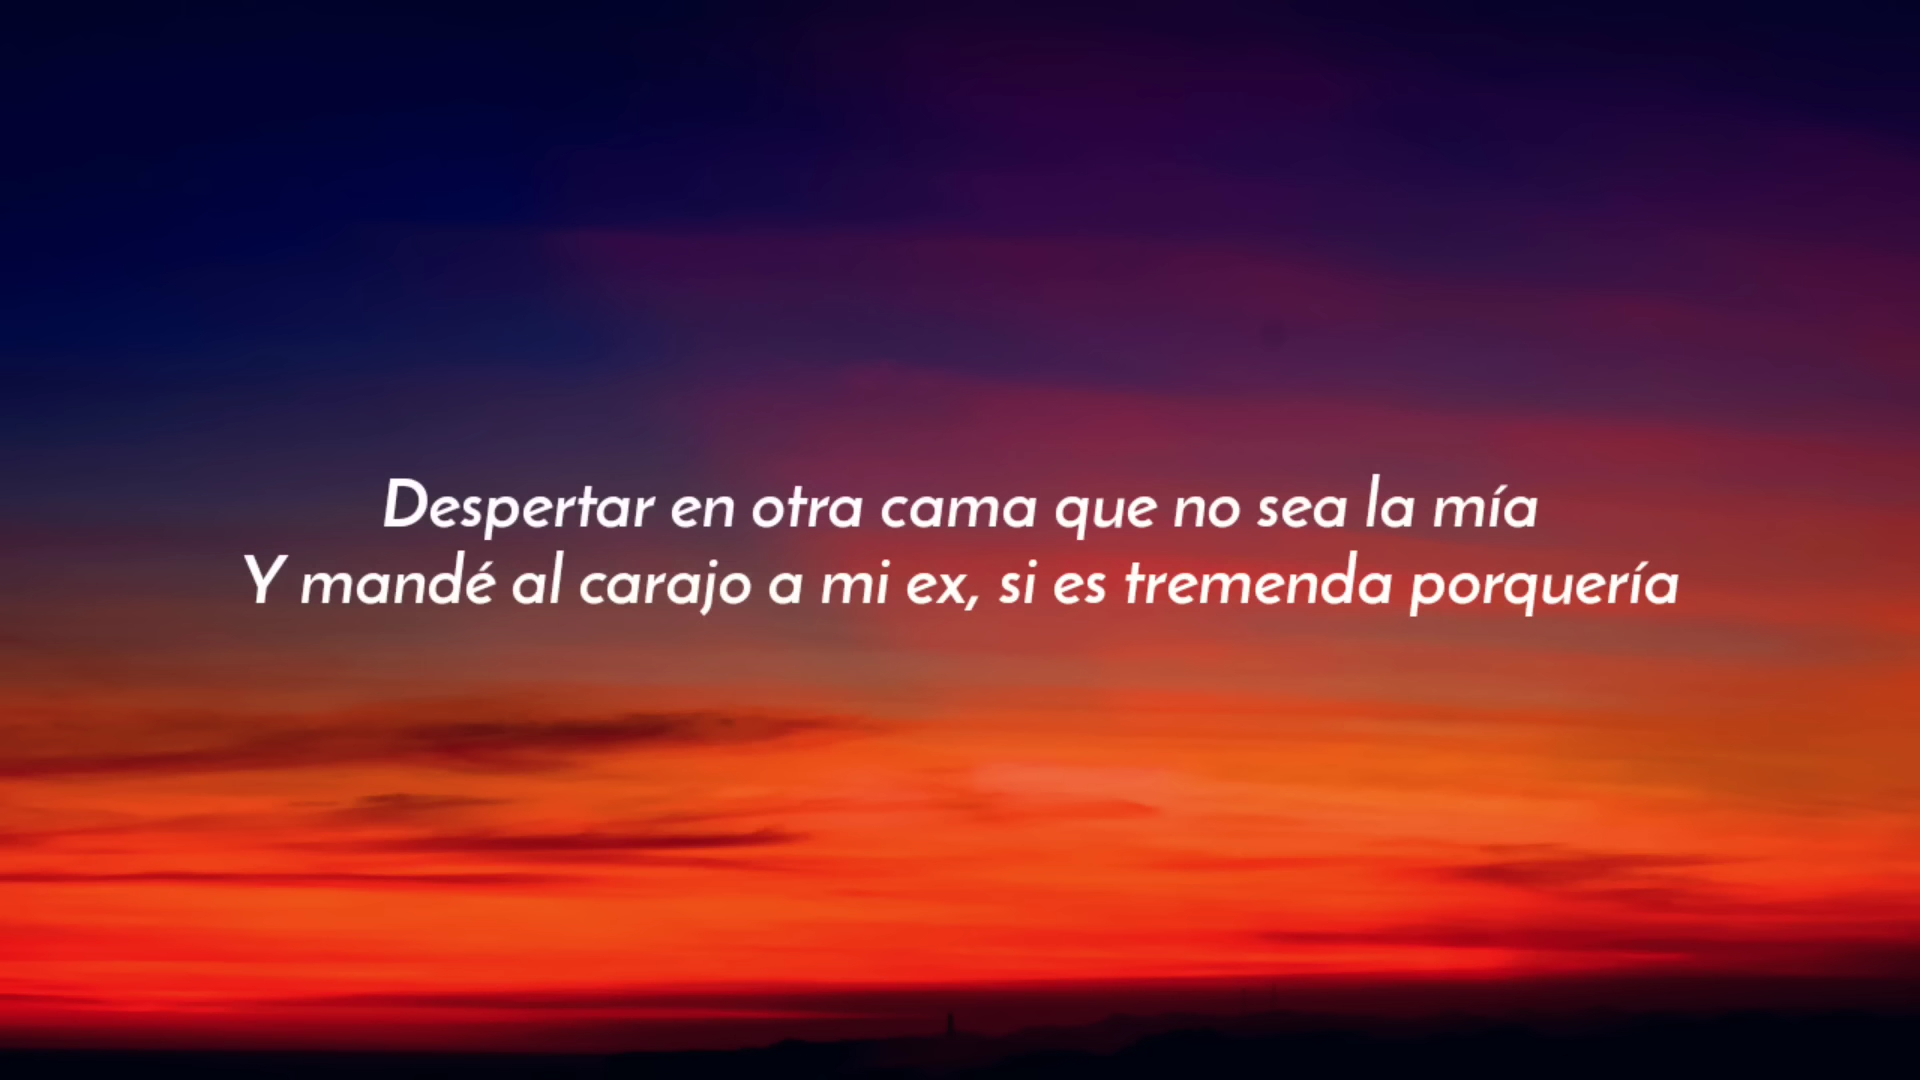 Despertar en otra cama que no sea la mía
Y mandé al carajo a mi ex, si es tremenda porquería